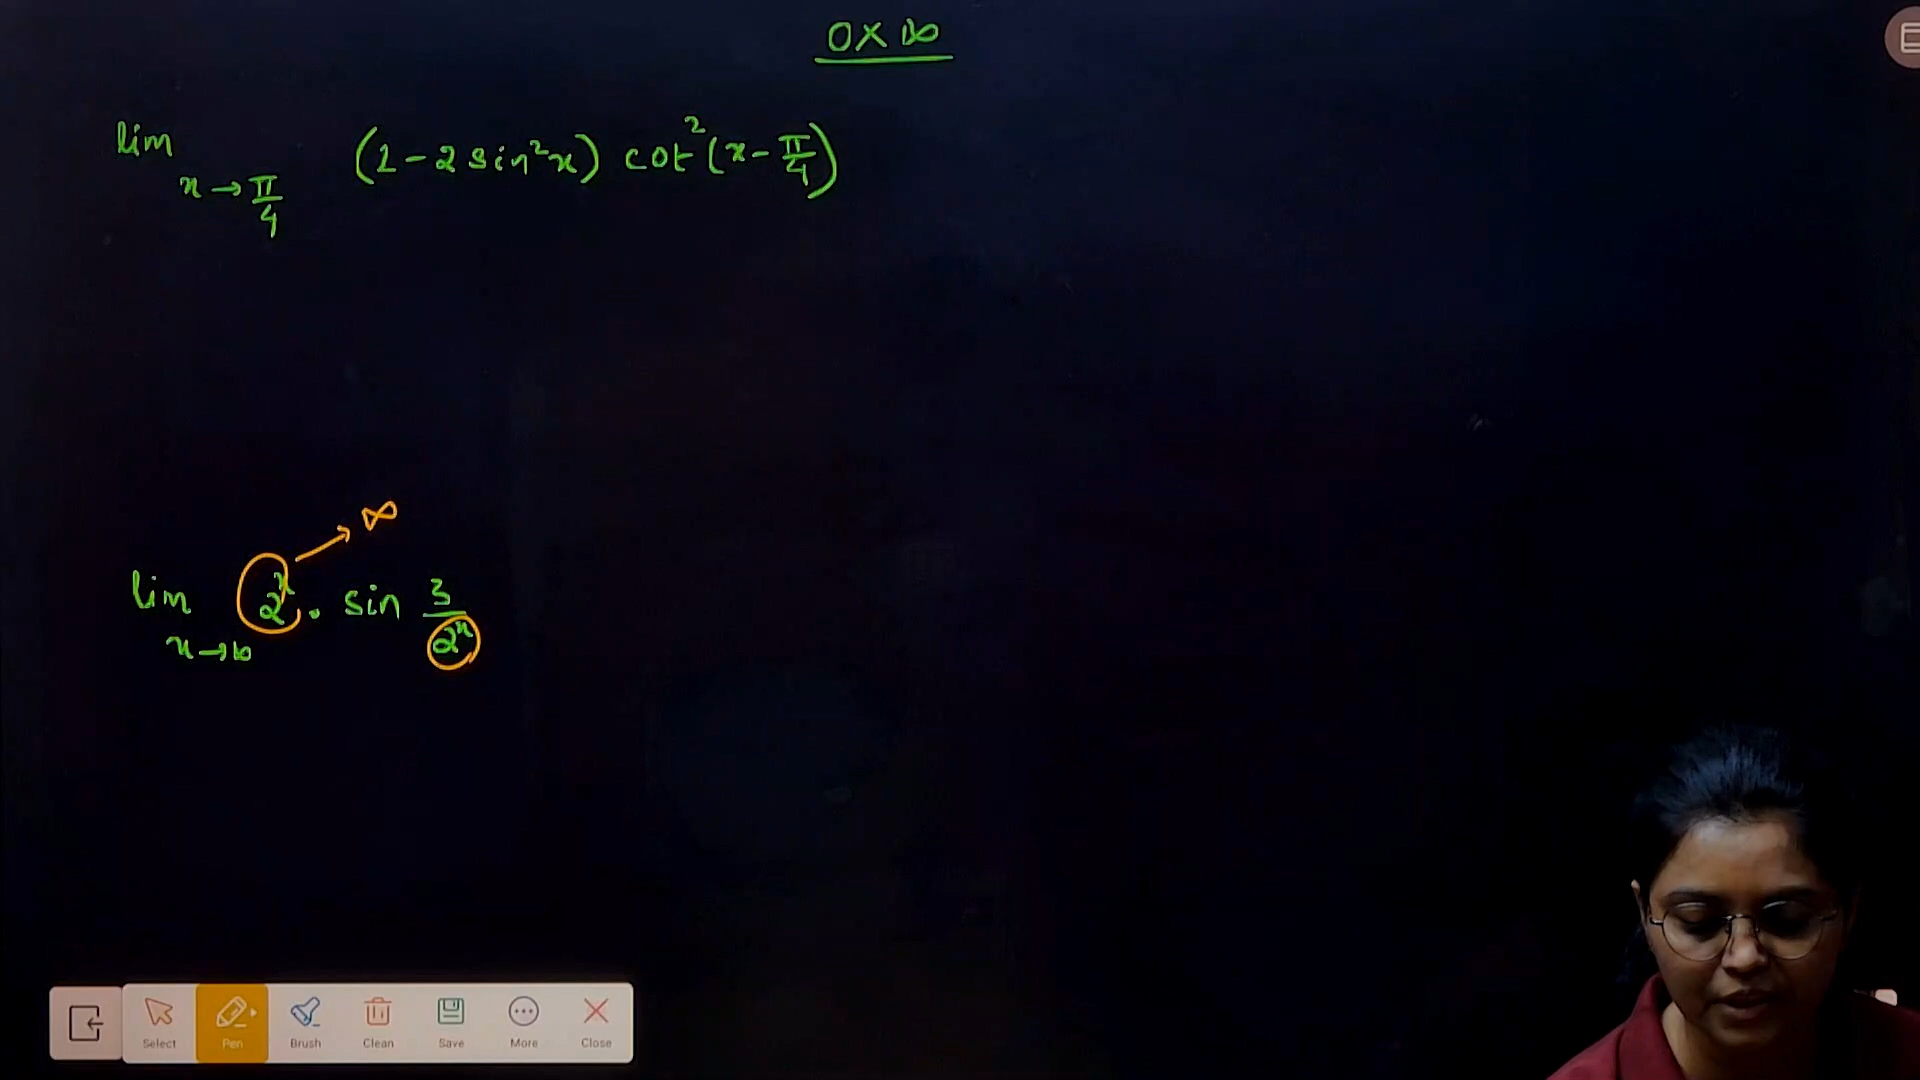 0 × ∞
lim x→π/4 (1 - 2 sin²x) cot²(x - π/4)
∞
lim x→∞ 2ˣ . sin 3/2ˣ
Select Pen Brush Clean Save More Close